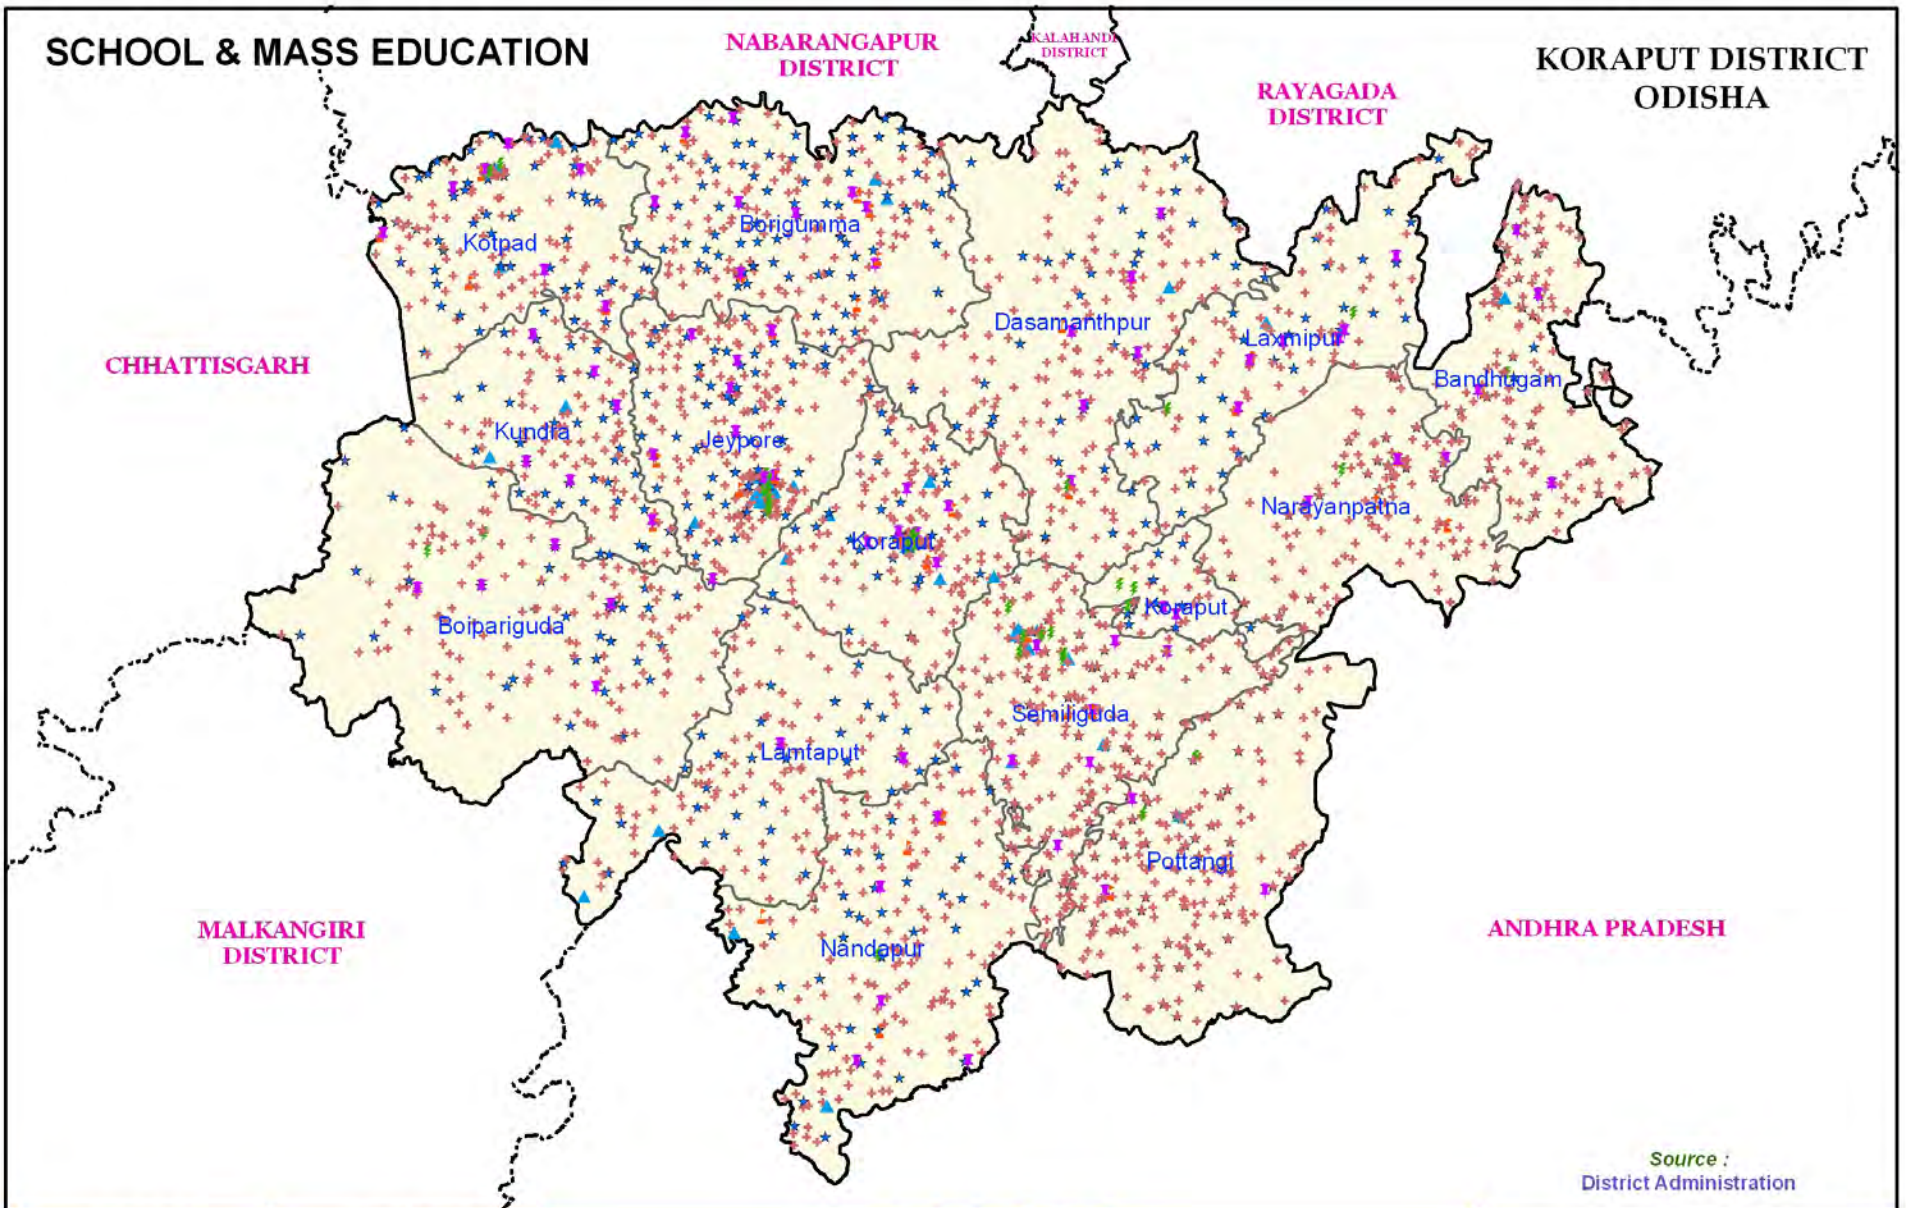 SCHOOL & MASS EDUCATION
NABARANGAPUR
DISTRICT
KALAHANDI
DISTRICT
RAYAGADA
DISTRICT
KORAPUT DISTRICT
ODISHA
Kotpad
Borigumma
Dasamanthpur
Laxmipur
CHHATTISGARH
Bandhugam
Kundra
Jeypore
Narayanpatna
Koraput
Koraput
Boipariguda
Semiliguda
Lamtaput
Pottangi
MALKANGIRI
DISTRICT
Nandapur
ANDHRA PRADESH
Source :
District Administration